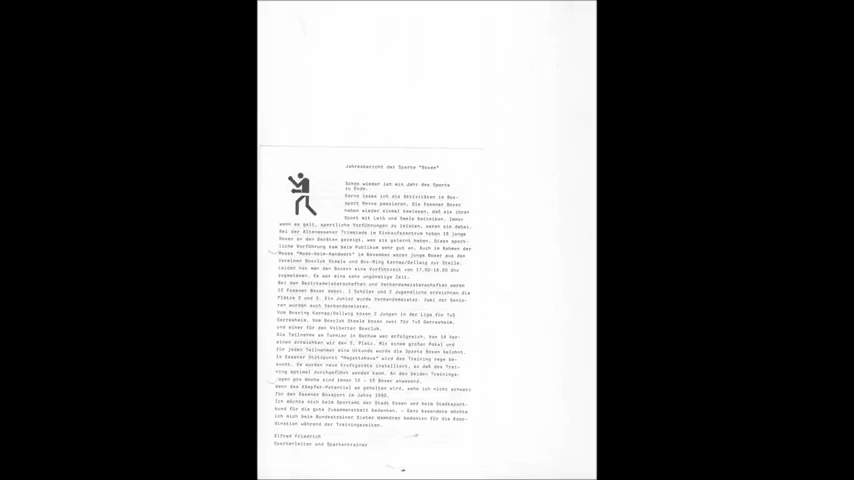 Jahresbericht der Sparte "Boxen"
Schon wieder ist ein Jahr des Sports
zu Ende.
Gerne lasse ich die Aktivitäten im Box-
sport Revue passieren. Die Essener Boxer
haben wieder einmal bewiesen, daß sie ihren
Sport mit Leib und Seele betreiben. Immer
wenn es galt, sportliche Vorführungen zu leisten, waren sie dabei.
Bei der Altenessener Trimmiade im Einkaufszentrum haben 18 junge
Boxer an den Geräten gezeigt, was sie gelernt haben. Diese sport-
liche Vorführung kam beim Publikum sehr gut an. Auch im Rahmen der
Messe "Mode-Heim-Handwerk" im November waren junge Boxer aus den
Vereinen Boxclub Steele und Box-Ring Karnap/Dellwig zur Stelle.
Leider hat man den Boxern eine Vorführzeit von 17.00-18.00 Uhr
zugewiesen. Es war eine sehr ungünstige Zeit.
Bei den Bezirksmeisterschaften und Verbandsmeisterschaften waren
12 Essener Boxer dabei. 1 Schüler und 2 Jugendliche erreichten die
Plätze 2 und 3. Ein Junior wurde Verbandsmeister. Zwei der Senio-
ren wurden auch Verbandsmeister.
Vom Boxring Karnap/Dellwig boxen 2 Jungen in der Liga für TuS
Gerresheim. Vom Boxclub Steele boxen zwei für TuS Gerresheim,
und einer für den Velberter Boxclub.
Die Teilnahme am Turnier in Bochum war erfolgreich. Von 14 Ver-
einen erreichten wir den 3. Platz. Mit einem großen Pokal und
für jeden Teilnehmer eine Urkunde wurde die Sparte Boxen belohnt.
Im Essener Stützpunkt "Regattahaus" wird das Training rege be-
sucht. Es wurden neue Kraftgeräte installiert, so daß das Trai-
ning optimal durchgeführt werden kann. An den beiden Trainings-
tagen pro Woche sind immer 12 - 15 Boxer anwesend.
Wenn das Kämpfer-Potential so gehalten wird, sehe ich nicht schwarz
für den Essener Boxsport im Jahre 1992.
Ich möchte mich beim Sportamt der Stadt Essen und beim Stadtsport-
bund für die gute Zusammenarbeit bedanken. - Ganz besonders möchte
ich mich beim Bundestrainer Dieter bedanken für die Koor-
dination während der Trainingszeiten.
Elfred Friedrich
Spartenleiter und Spartentrainer